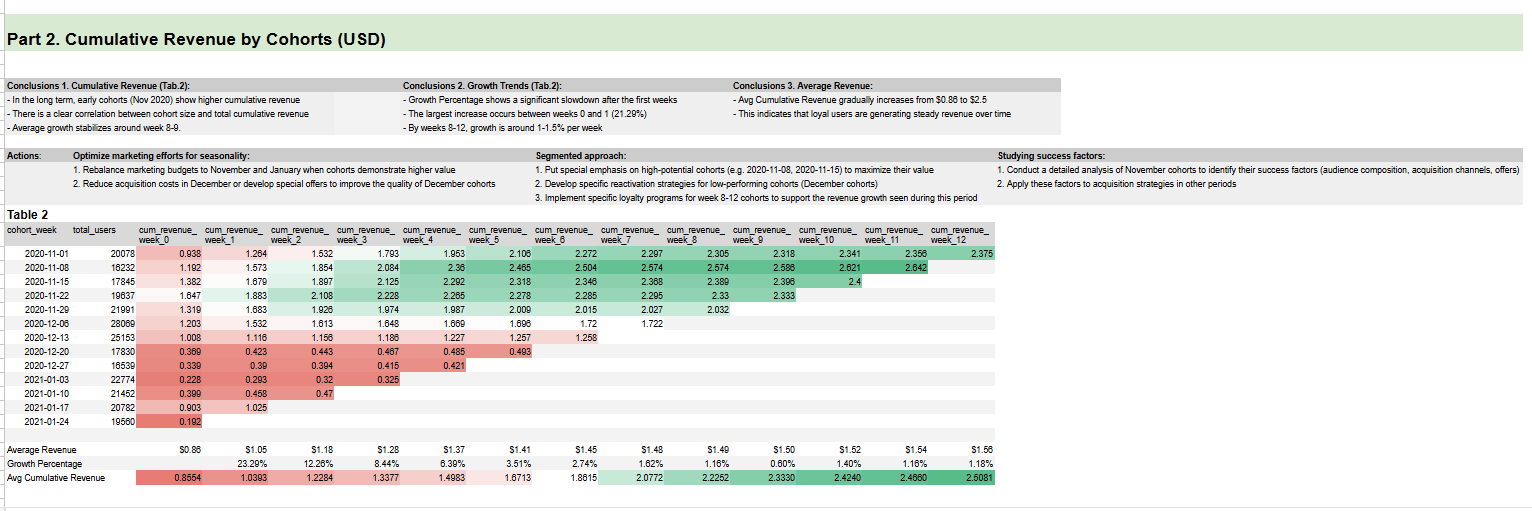 Part 2. Cumulative Revenue by Cohorts (USD)
Conclusions 1. Cumulative Revenue (Tab.2): Conclusions 2. Growth Trends (Tab.2): Conclusions 3. Average Revenue:
- In the long term, early cohorts (Nov 2020) show higher cumulative revenue - Growth Percentage shows a significant slowdown after the first weeks - Avg Cumulative Revenue gradually increases from $0.86 to $2.5
- There is a clear correlation between cohort size and total cumulative revenue - The largest increase occurs between weeks 0 and 1 (21.29%) - This indicates that loyal users are generating steady revenue over time
- Average growth stabilizes around week 8-9. - By weeks 8-12, growth is around 1-1.5% per week
Actions: Optimize marketing efforts for seasonality: Segmented approach: Studying success factors:
1. Rebalance marketing budgets to November and January when cohorts demonstrate higher value 1. Put special emphasis on high-potential cohorts (e.g. 2020-11-08, 2020-11-15) to maximize their value 1. Conduct a detailed analysis of November cohorts to identify their success factors (audience composition, acquisition channels, offers)
2. Reduce acquisition costs in December or develop special offers to improve the quality of December cohorts 2. Develop specific reactivation strategies for low-performing cohorts (December cohorts) 2. Apply these factors to acquisition strategies in other periods
3. Implement specific loyalty programs for week 8-12 cohorts to support the revenue growth seen during this period
Table 2
cohort_week total_users cum_revenue_week_0 cum_revenue_week_1 cum_revenue_week_2 cum_revenue_week_3 cum_revenue_week_4 cum_revenue_week_5 cum_revenue_week_6 cum_revenue_week_7 cum_revenue_week_8 cum_revenue_week_9 cum_revenue_week_10 cum_revenue_week_11 cum_revenue_week_12
2020-11-01 20078 0.938 1.264 1.532 1.793 1.953 2.106 2.272 2.297 2.305 2.318 2.341 2.356 2.375
2020-11-08 16232 1.192 1.573 1.854 2.084 2.36 2.465 2.504 2.574 2.574 2.586 2.621 2.642
2020-11-15 17845 1.382 1.679 1.897 2.125 2.292 2.318 2.346 2.368 2.389 2.396 2.4
2020-11-22 19637 1.647 1.883 2.108 2.228 2.265 2.278 2.285 2.295 2.33 2.333
2020-11-29 21991 1.319 1.683 1.926 1.974 1.987 2.009 2.015 2.027 2.032
2020-12-06 28069 1.203 1.532 1.613 1.648 1.669 1.696 1.72 1.722
2020-12-13 25153 1.008 1.116 1.156 1.186 1.227 1.257 1.258
2020-12-20 17830 0.369 0.423 0.443 0.467 0.485 0.493
2020-12-27 16539 0.339 0.39 0.394 0.415 0.421
2021-01-03 22774 0.228 0.293 0.32 0.325
2021-01-10 21452 0.399 0.458 0.47
2021-01-17 20782 0.903 1.025
2021-01-24 19560 0.192
Average Revenue $0.86 $1.05 $1.18 $1.28 $1.37 $1.41 $1.45 $1.48 $1.49 $1.50 $1.52 $1.54 $1.56
Growth Percentage 23.29% 12.26% 8.44% 6.39% 3.51% 2.74% 1.62% 1.16% 0.60% 1.40% 1.16% 1.18%
Avg Cumulative Revenue 0.8554 1.0393 1.2284 1.3377 1.4983 1.6713 1.8615 2.0772 2.2252 2.3330 2.4240 2.4660 2.5081